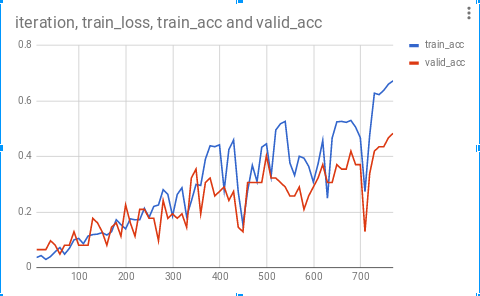 iteration, train_loss, train_acc and valid_acc
0.8
0.6
0.4
0.2
0
100 200 300 400 500 600 700
train_acc
valid_acc